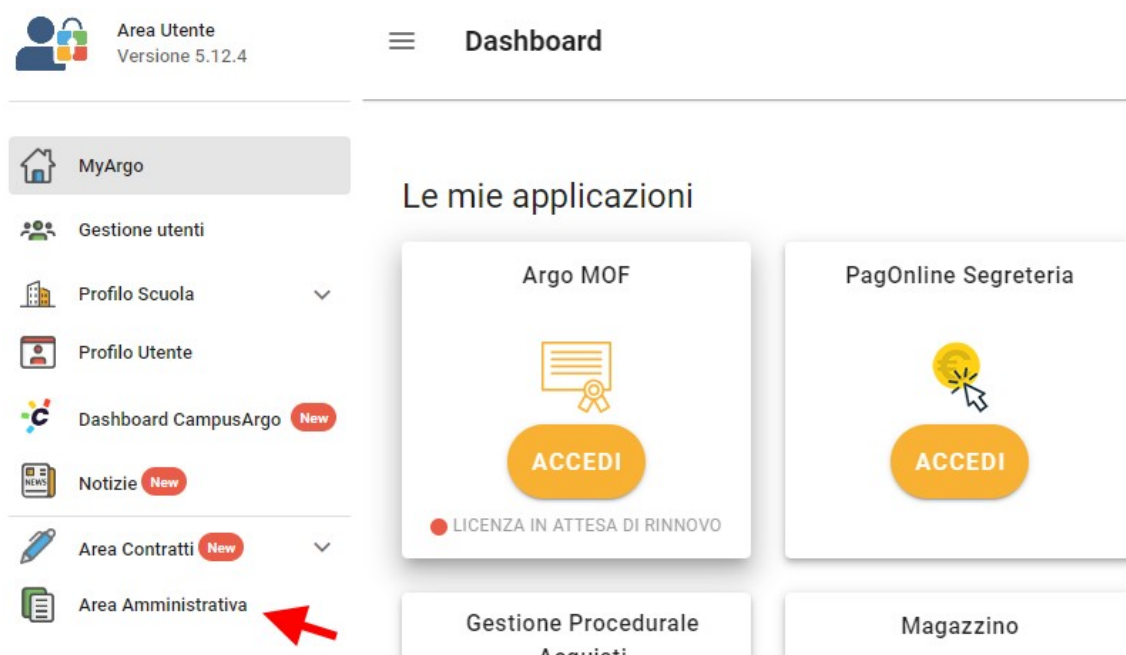 Area Utente
Versione 5.12.4
MyArgo
Gestione utenti
Profilo Scuola
Profilo Utente
Dashboard CampusArgo New
NEWS
Notizie New
Area Contratti New
Area Amministrativa
Dashboard
Le mie applicazioni
Argo MOF
ACCEDI
LICENZA IN ATTESA DI RINNOVO
PagOnline Segreteria
ACCEDI
Gestione Procedurale
Acquisti
Magazzino